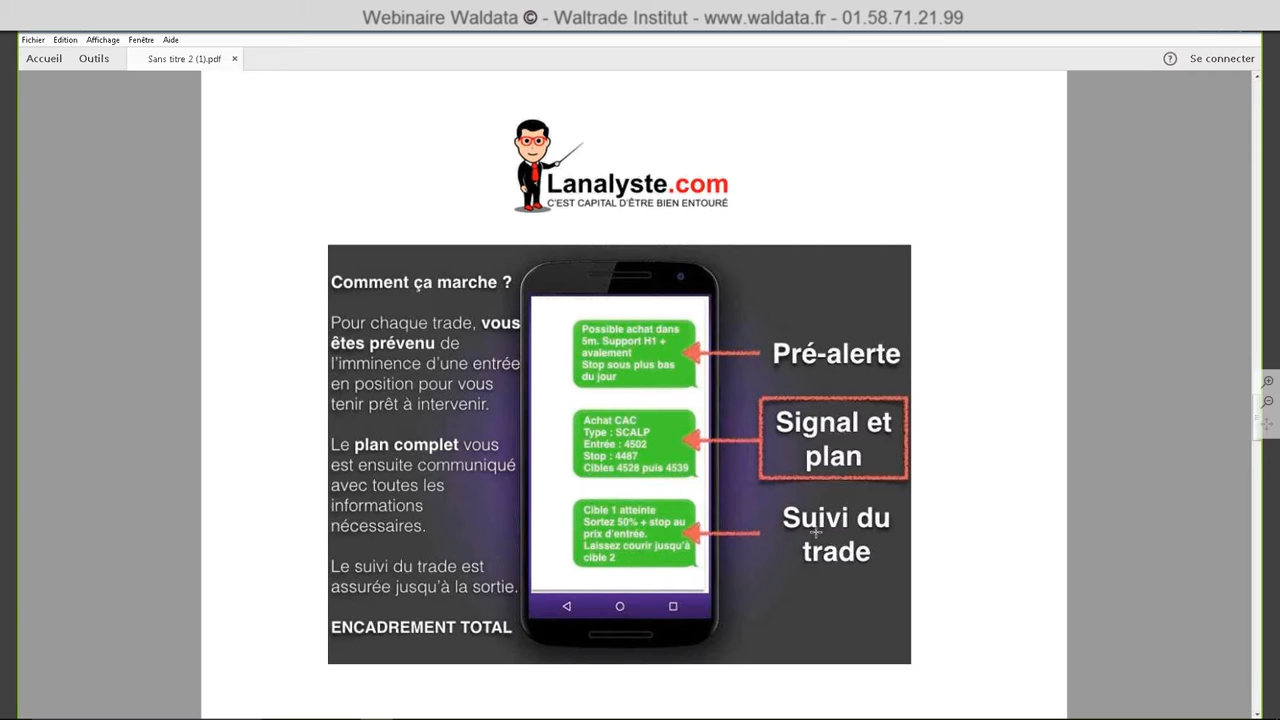 Webinaire Waldata © - Waltrade Institut - www.waldata.fr - 01.58.71.21.99
Fichier Edition Affichage Fenêtre Aide
Accueil Outils Sans titre 2 (1).pdf × ? Se connecter
Lanalyste.com
C'EST CAPITAL D'ÊTRE BIEN ENTOURÉ
Comment ça marche ?
Pour chaque trade, vous
êtes prévenu de
l'imminence d'une entrée
en position pour vous
tenir prêt à intervenir.
Le plan complet vous
est ensuite communiqué
avec toutes les
informations
nécessaires.
Le suivi du trade est
assurée jusqu'à la sortie.
ENCADREMENT TOTAL
Possible achat dans
5m. Support H1 +
avalement
Stop sous plus bas
du jour
Achat CAC
Type : SCALP
Entrée : 4502
Stop : 4487
Cibles 4528 puis 4539
Cible 1 atteinte
Sortez 50% + stop au
prix d'entrée.
Laissez courir jusqu'à
cible 2
Pré-alerte
Signal et
plan
Suivi du
trade